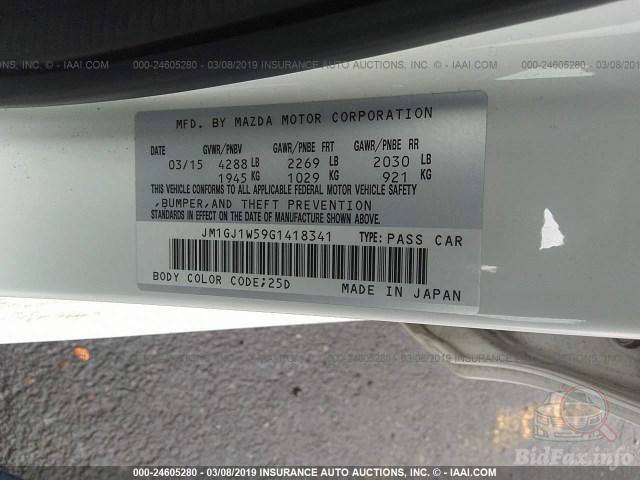 000-24605280 - 03/08/2019 INSURANCE AUTO AUCTIONS, INC. - © IAAI.COM
MFD. BY MAZDA MOTOR CORPORATION
DATE GVWR/PNBV GAWR/PNBE FRT GAWR/PNBE RR
03/15 4288 LB 2269 LB 2030 LB
1945 KG 1029 KG 921 KG
THIS VEHICLE CONFORMS TO ALL APPLICABLE FEDERAL MOTOR VEHICLE SAFETY
,BUMPER,AND THEFT PREVENTION
STANDARDS IN EFFECT ON THE DATE OF MANUFACTURE SHOWN ABOVE.
JM1GJ1W59G1418341 TYPE: PASS CAR
BODY COLOR CODE;25D MADE IN JAPAN
000-24605280 - 03/08/2019 INSURANCE AUTO AUCTIONS, INC. - © IAAI.COM
BidFax.info
000-24605280 - 03/08/2019 INSURANCE AUTO AUCTIONS, INC. - © IAAI.COM